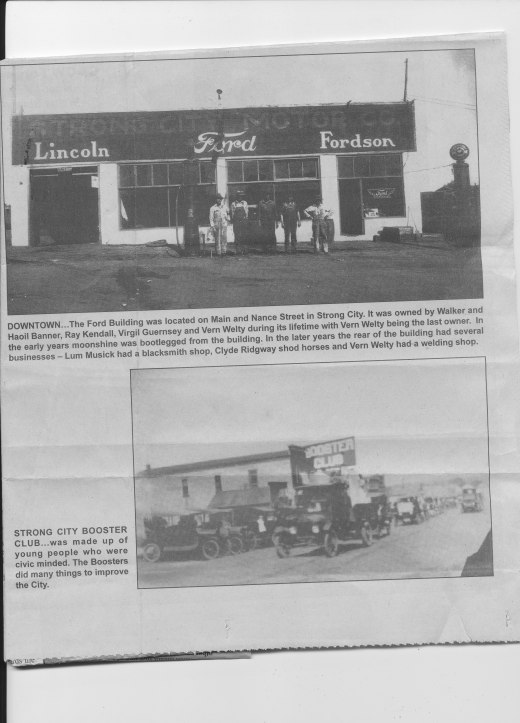 STRONG CITY MOTOR CO.
Lincoln Ford Fordson
DOWNTOWN...The Ford Building was located on Main and Nance Street in Strong City. It was owned by Walker and
Haoil Banner, Ray Kendall, Virgil Guernsey and Vern Welty during its lifetime with Vern Welty being the last owner. In
the early years moonshine was bootlegged from the building. In the later years the rear of the building had several
businesses – Lum Musick had a blacksmith shop, Clyde Ridgway shod horses and Vern Welty had a welding shop.
BOOSTER
CLUB
STRONG CITY BOOSTER
CLUB...was made up of
young people who were
civic minded. The Boosters
did many things to improve
the City.